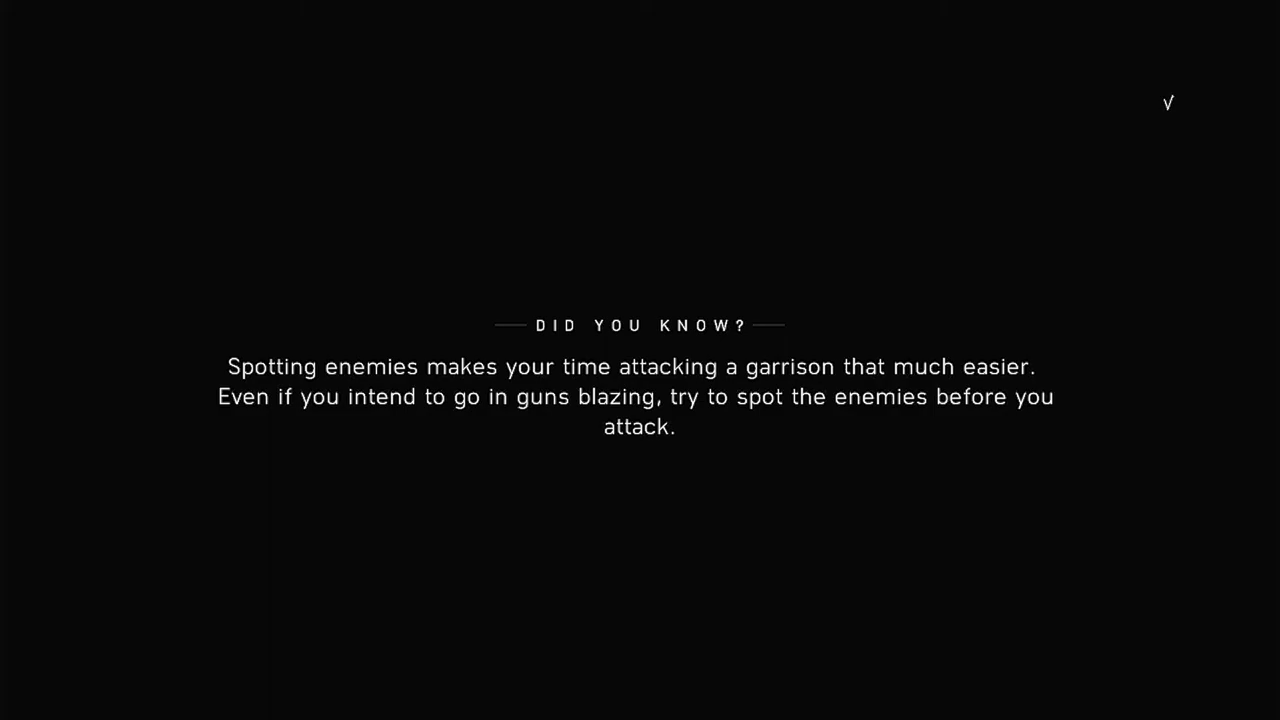 √
DID YOU KNOW?
Spotting enemies makes your time attacking a garrison that much easier.
Even if you intend to go in guns blazing, try to spot the enemies before you
attack.